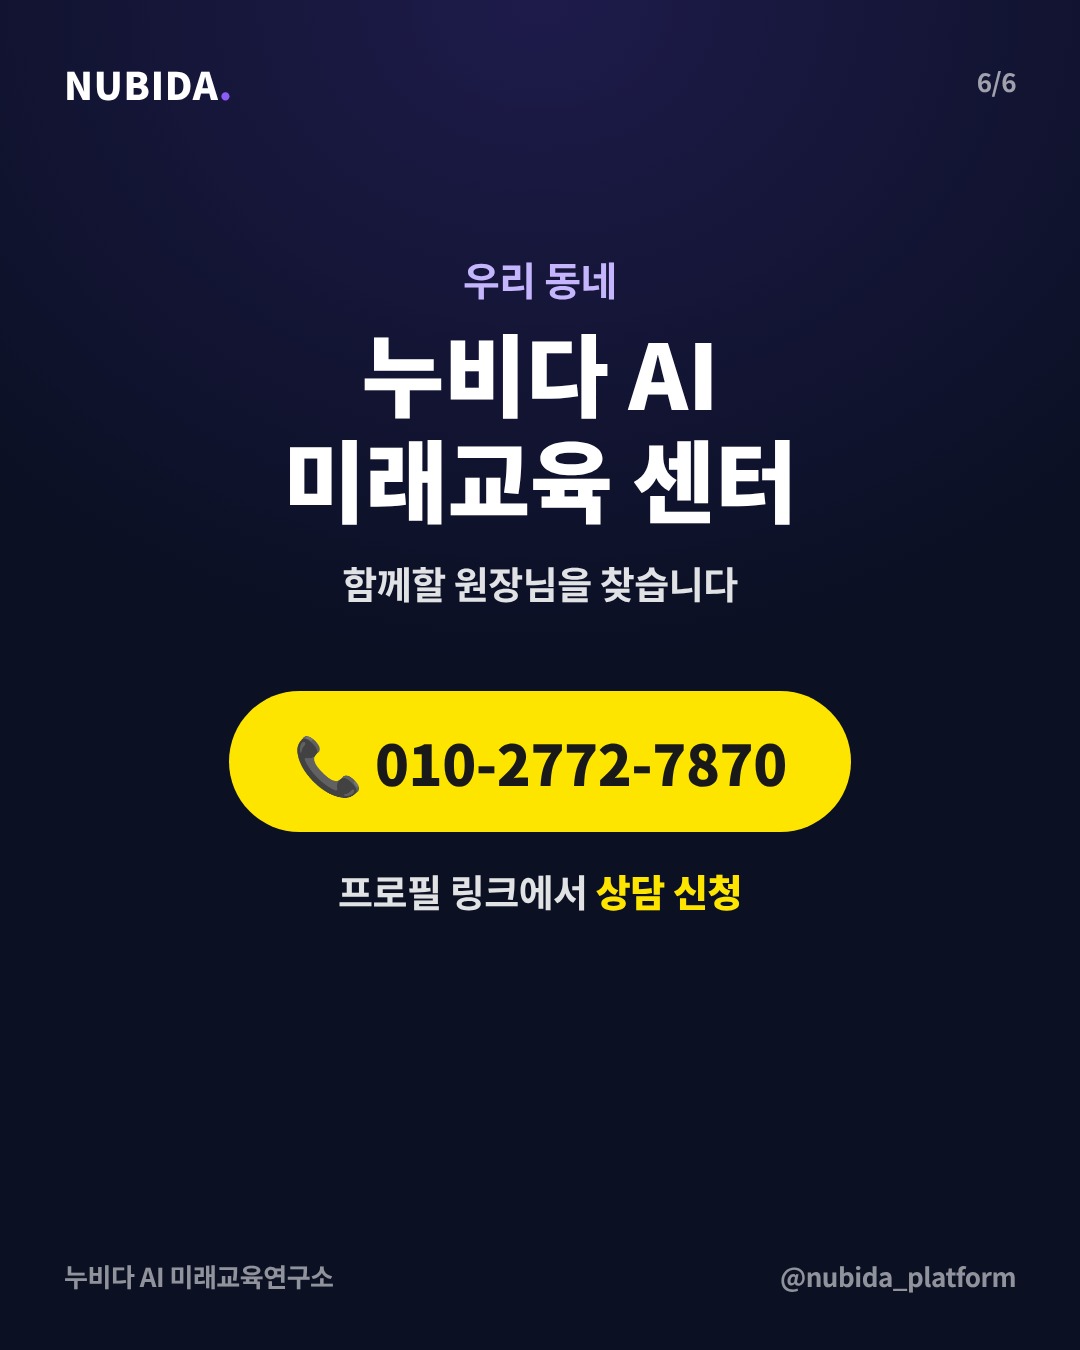 NUBIDA.
6/6
우리 동네
누비다 AI
미래교육 센터
함께할 원장님을 찾습니다
📞 010-2772-7870
프로필 링크에서 상담 신청
누비다 AI 미래교육연구소
@nubida_platform